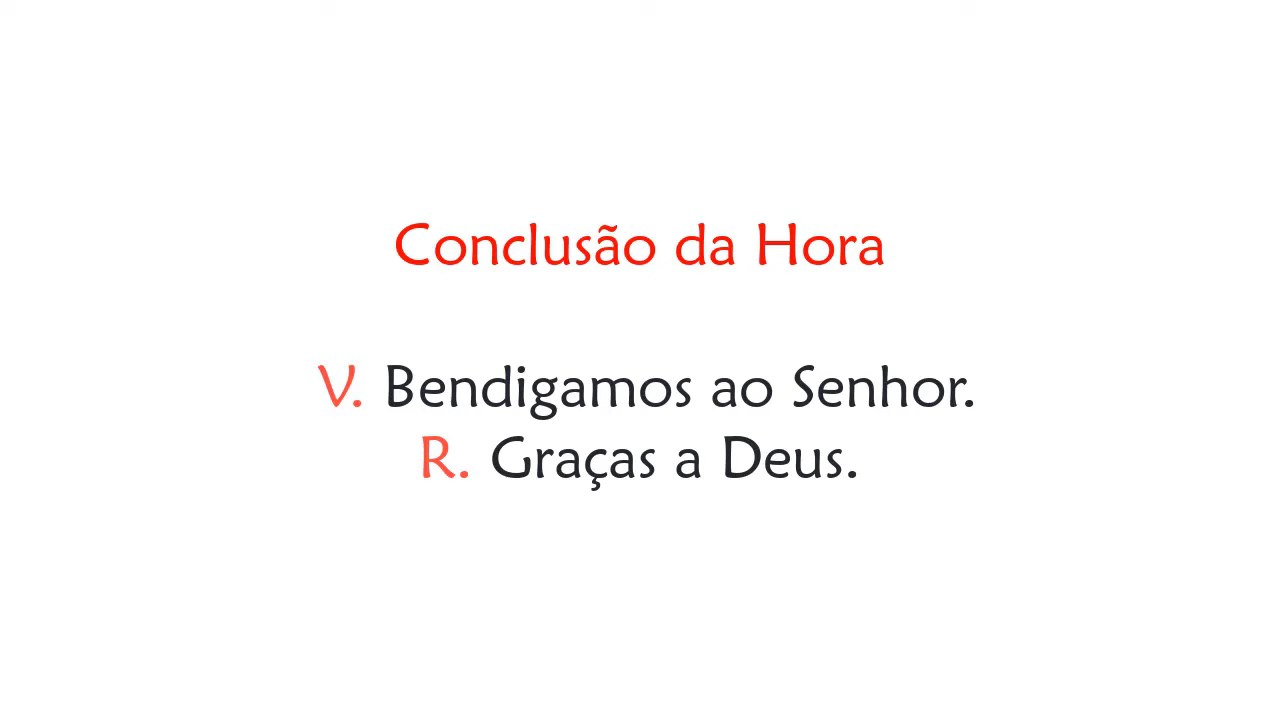 Conclusão da Hora
V. Bendigamos ao Senhor.
R. Graças a Deus.